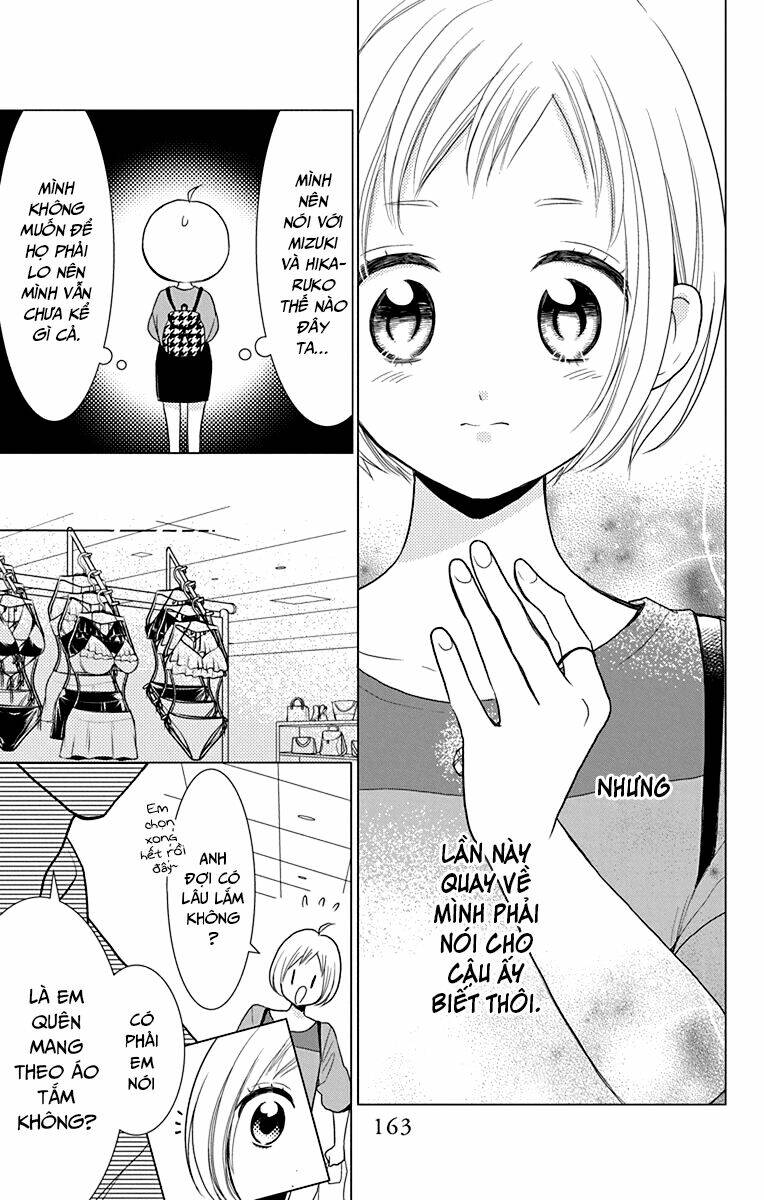 NHƯNG
LẦN NÀY
QUAY VỀ
MÌNH PHẢI
NÓI CHO
CẬU ẤY
BIẾT THÔI.
MÌNH
NÊN
NÓI VỚI
MIZUKI
VÀ HIKA-
RUKO
THẾ NÀO
ĐÂY
TA...
MÌNH
KHÔNG
MUỐN ĐỂ
HỌ PHẢI
LO NÊN
MÌNH VẪN
CHƯA KỂ
GÌ CẢ.
ANH
ĐỢI CÓ
LÂU LẮM
KHÔNG
?
Em
chọn
xong
hết rồi
đây~
CÓ
PHẢI
EM
NÓI
LÀ EM
QUÊN
MANG
THEO ÁO
TẮM
KHÔNG?
163